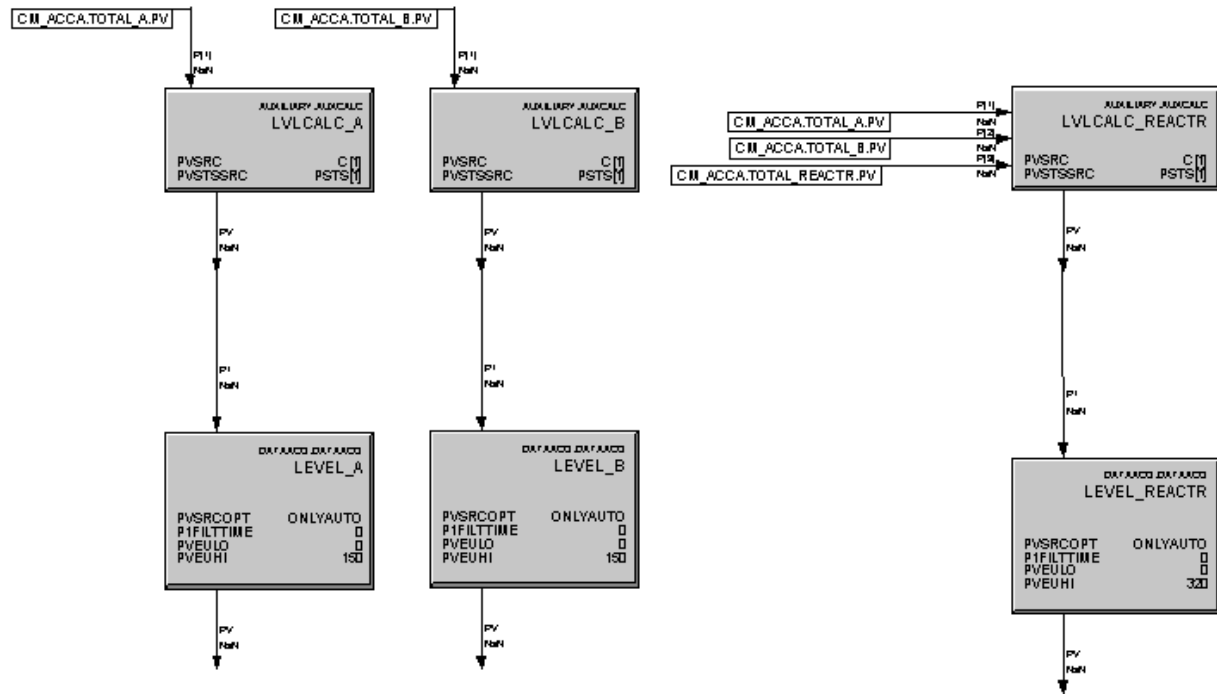 CM_ACCA.TOTAL_A.PV
CM_ACCA.TOTAL_B.PV
P[1]
NaN
P[1]
NaN
AUXILIARY.AUXCALC
LVLCALC_A
PVSRC C[1]
PVSTSSRC PSTS[1]
AUXILIARY.AUXCALC
LVLCALC_B
PVSRC C[1]
PVSTSSRC PSTS[1]
P[1]
NaN
CM_ACCA.TOTAL_A.PV
P[2]
NaN
CM_ACCA.TOTAL_B.PV
P[3]
NaN
CM_ACCA.TOTAL_REACTR.PV
AUXILIARY.AUXCALC
LVLCALC_REACTR
PVSRC C[1]
PVSTSSRC PSTS[1]
PV
NaN
PV
NaN
PV
NaN
P1
NaN
P1
NaN
P1
NaN
DATAACQ.DATAACQ
LEVEL_A
PVSRCOPT ONLYAUTO
P1FILTTIME 0
PVEULO 0
PVEUHI 150
DATAACQ.DATAACQ
LEVEL_B
PVSRCOPT ONLYAUTO
P1FILTTIME 0
PVEULO 0
PVEUHI 150
DATAACQ.DATAACQ
LEVEL_REACTR
PVSRCOPT ONLYAUTO
P1FILTTIME 0
PVEULO 0
PVEUHI 320
PV
NaN
PV
NaN
PV
NaN